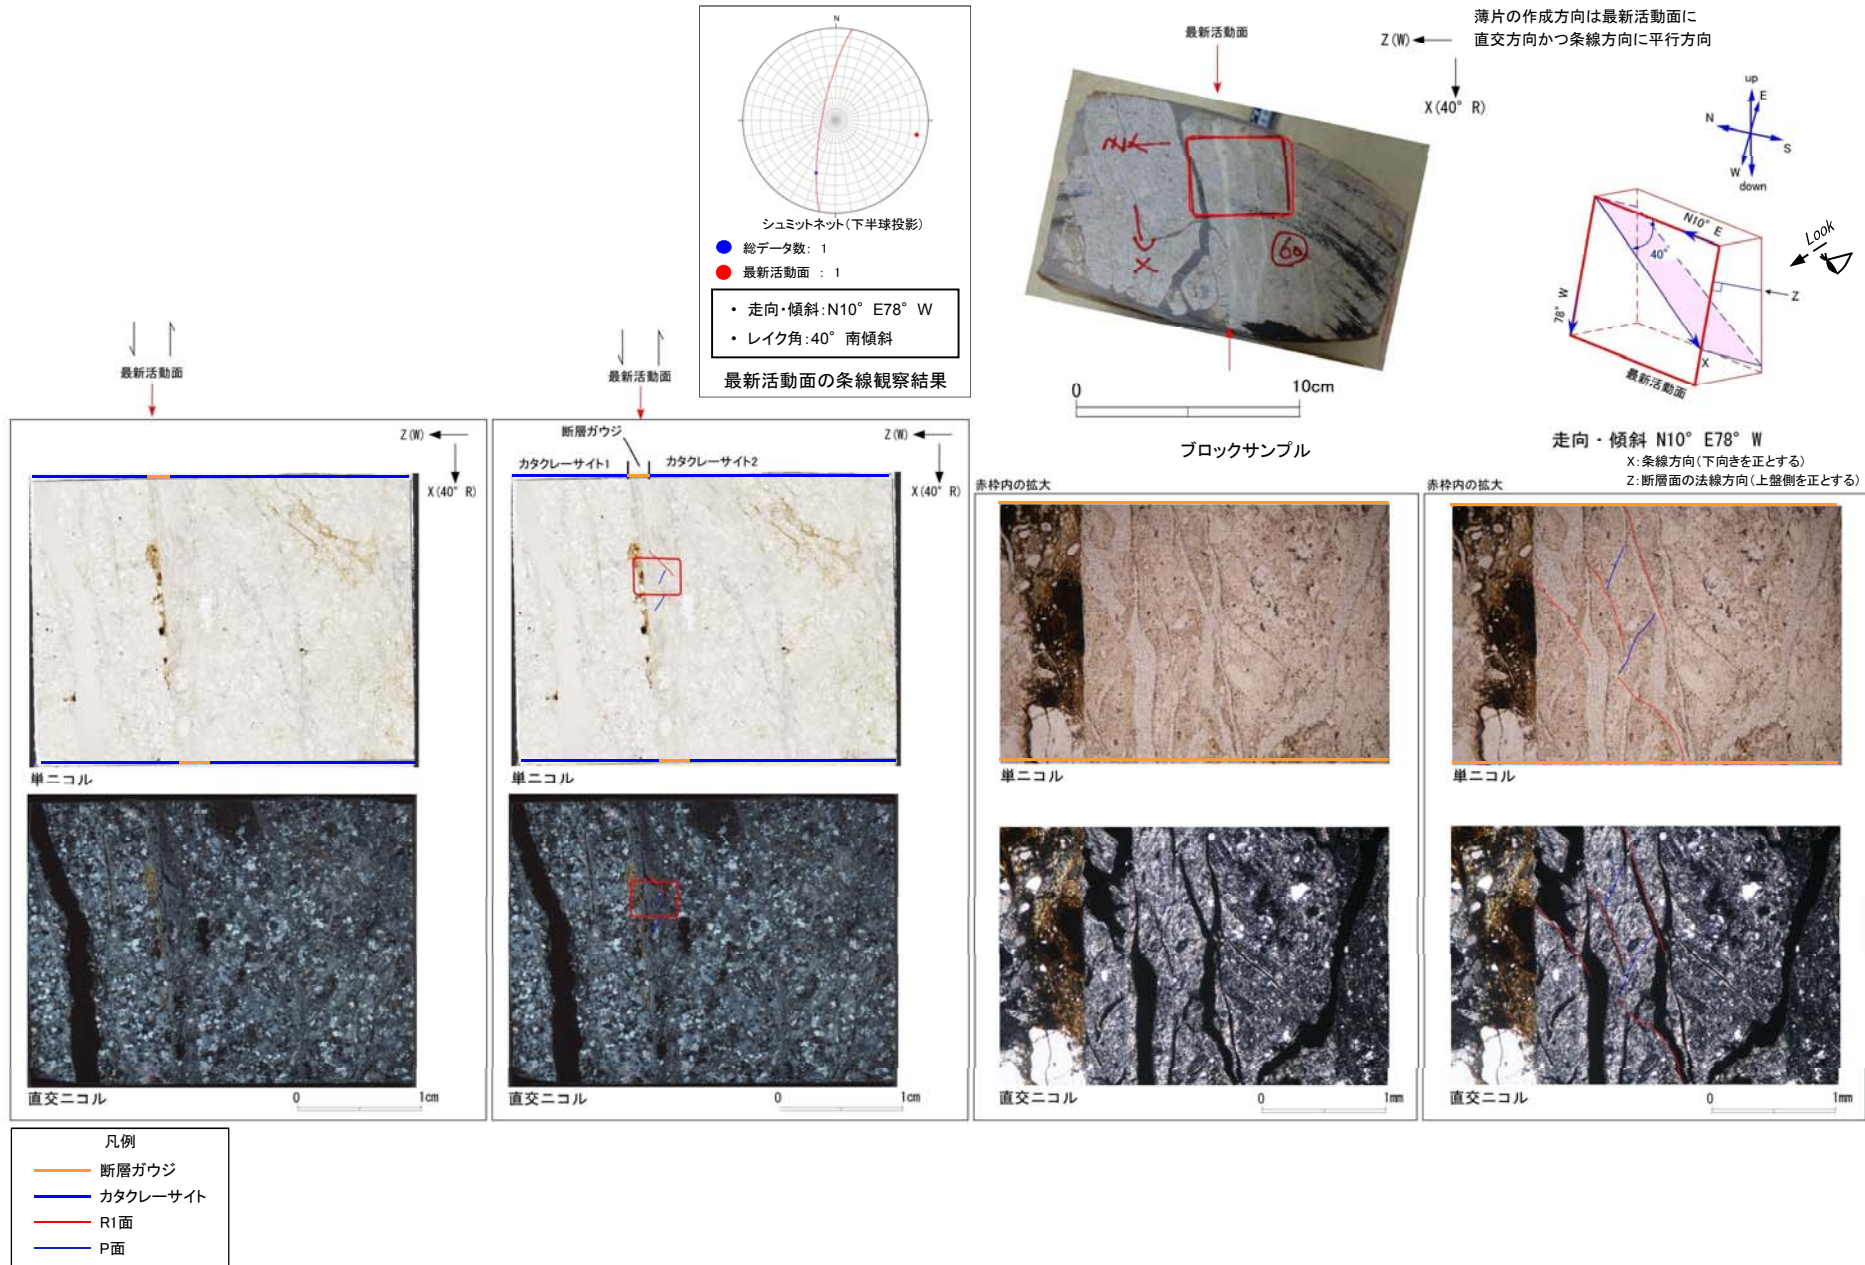 N
シュミットネット(下半球投影)
総データ数: 1
最新活動面 : 1
・ 走向・傾斜:N10° E78° W
・ レイク角:40° 南傾斜
最新活動面の条線観察結果
最新活動面
Z(W)
X(40° R)
Z
X
60
0 10cm
ブロックサンプル
薄片の作成方向は最新活動面に
直交方向かつ条線方向に平行方向
up
E
N
S
W
down
N10° E
Look
40°
78° W
Z
X
最新活動面
走向・傾斜 N10° E78° W
X:条線方向(下向きを正とする)
Z:断層面の法線方向(上盤側を正とする)
最新活動面
Z(W)
X(40° R)
単ニコル
直交ニコル
0 1cm
最新活動面
断層ガウジ
カタクレーサイト1
カタクレーサイト2
Z(W)
X(40° R)
単ニコル
直交ニコル
0 1cm
赤枠内の拡大
単ニコル
直交ニコル
0 1mm
赤枠内の拡大
単ニコル
直交ニコル
0 1mm
凡例
断層ガウジ
カタクレーサイト
R1面
P面